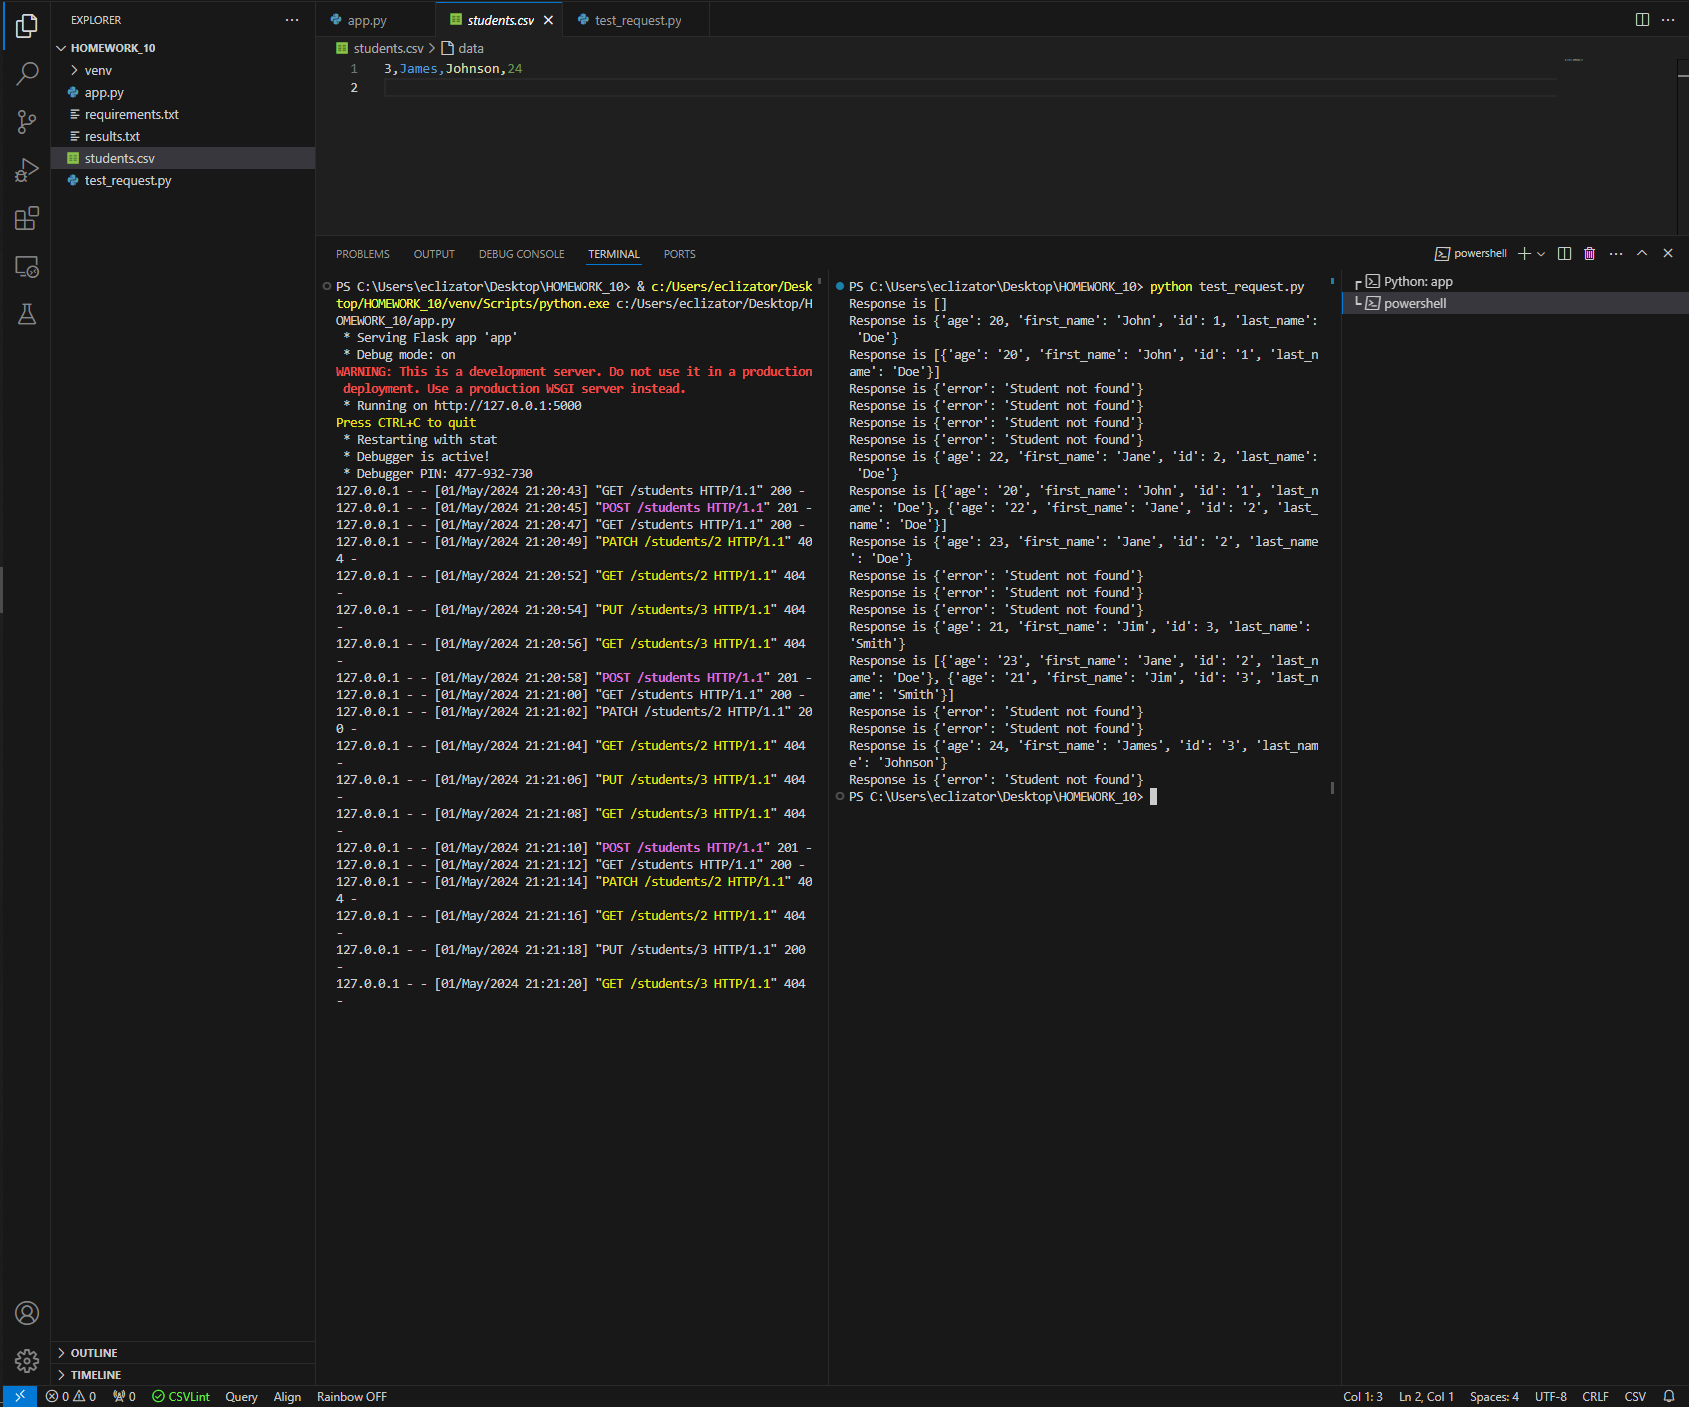 EXPLORER
HOMEWORK_10
venv
app.py
requirements.txt
results.txt
students.csv
test_request.py
OUTLINE
TIMELINE
app.py
students.csv
test_request.py
students.csv > data
1 3,James,Johnson,24
2
PROBLEMS OUTPUT DEBUG CONSOLE TERMINAL PORTS
powershell
PS C:\Users\eclizator\Desktop\HOMEWORK_10> & c:/Users/eclizator/Desk
top/HOMEWORK_10/venv/Scripts/python.exe c:/Users/eclizator/Desktop/H
OMEWORK_10/app.py
* Serving Flask app 'app'
* Debug mode: on
WARNING: This is a development server. Do not use it in a production
deployment. Use a production WSGI server instead.
* Running on http://127.0.0.1:5000
Press CTRL+C to quit
* Restarting with stat
* Debugger is active!
* Debugger PIN: 477-932-730
127.0.0.1 - - [01/May/2024 21:20:43] "GET /students HTTP/1.1" 200 -
127.0.0.1 - - [01/May/2024 21:20:45] "POST /students HTTP/1.1" 201 -
127.0.0.1 - - [01/May/2024 21:20:47] "GET /students HTTP/1.1" 200 -
127.0.0.1 - - [01/May/2024 21:20:49] "PATCH /students/2 HTTP/1.1" 40
4 -
127.0.0.1 - - [01/May/2024 21:20:52] "GET /students/2 HTTP/1.1" 404
-
127.0.0.1 - - [01/May/2024 21:20:54] "PUT /students/3 HTTP/1.1" 404
-
127.0.0.1 - - [01/May/2024 21:20:56] "GET /students/3 HTTP/1.1" 404
-
127.0.0.1 - - [01/May/2024 21:20:58] "POST /students HTTP/1.1" 201 -
127.0.0.1 - - [01/May/2024 21:21:00] "GET /students HTTP/1.1" 200 -
127.0.0.1 - - [01/May/2024 21:21:02] "PATCH /students/2 HTTP/1.1" 20
0 -
127.0.0.1 - - [01/May/2024 21:21:04] "GET /students/2 HTTP/1.1" 404
-
127.0.0.1 - - [01/May/2024 21:21:06] "PUT /students/3 HTTP/1.1" 404
-
127.0.0.1 - - [01/May/2024 21:21:08] "GET /students/3 HTTP/1.1" 404
-
127.0.0.1 - - [01/May/2024 21:21:10] "POST /students HTTP/1.1" 201 -
127.0.0.1 - - [01/May/2024 21:21:12] "GET /students HTTP/1.1" 200 -
127.0.0.1 - - [01/May/2024 21:21:14] "PATCH /students/2 HTTP/1.1" 40
4 -
127.0.0.1 - - [01/May/2024 21:21:16] "GET /students/2 HTTP/1.1" 404
-
127.0.0.1 - - [01/May/2024 21:21:18] "PUT /students/3 HTTP/1.1" 200
-
127.0.0.1 - - [01/May/2024 21:21:20] "GET /students/3 HTTP/1.1" 404
-
PS C:\Users\eclizator\Desktop\HOMEWORK_10> python test_request.py
Response is []
Response is {'age': 20, 'first_name': 'John', 'id': 1, 'last_name':
'Doe'}
Response is [{'age': '20', 'first_name': 'John', 'id': '1', 'last_n
ame': 'Doe'}]
Response is {'error': 'Student not found'}
Response is {'error': 'Student not found'}
Response is {'error': 'Student not found'}
Response is {'error': 'Student not found'}
Response is {'age': 22, 'first_name': 'Jane', 'id': 2, 'last_name':
'Doe'}
Response is [{'age': '20', 'first_name': 'John', 'id': '1', 'last_n
ame': 'Doe'}, {'age': '22', 'first_name': 'Jane', 'id': '2', 'last_
name': 'Doe'}]
Response is {'age': 23, 'first_name': 'Jane', 'id': '2', 'last_name
': 'Doe'}
Response is {'error': 'Student not found'}
Response is {'error': 'Student not found'}
Response is {'error': 'Student not found'}
Response is {'age': 21, 'first_name': 'Jim', 'id': 3, 'last_name':
'Smith'}
Response is [{'age': '23', 'first_name': 'Jane', 'id': '2', 'last_n
ame': 'Doe'}, {'age': '21', 'first_name': 'Jim', 'id': '3', 'last_n
ame': 'Smith'}]
Response is {'error': 'Student not found'}
Response is {'error': 'Student not found'}
Response is {'age': 24, 'first_name': 'James', 'id': '3', 'last_nam
e': 'Johnson'}
Response is {'error': 'Student not found'}
PS C:\Users\eclizator\Desktop\HOMEWORK_10>
Python: app
powershell
0 0 0 CSVLint Query Align Rainbow OFF
Col 1: 3 Ln 2, Col 1 Spaces: 4 UTF-8 CRLF CSV